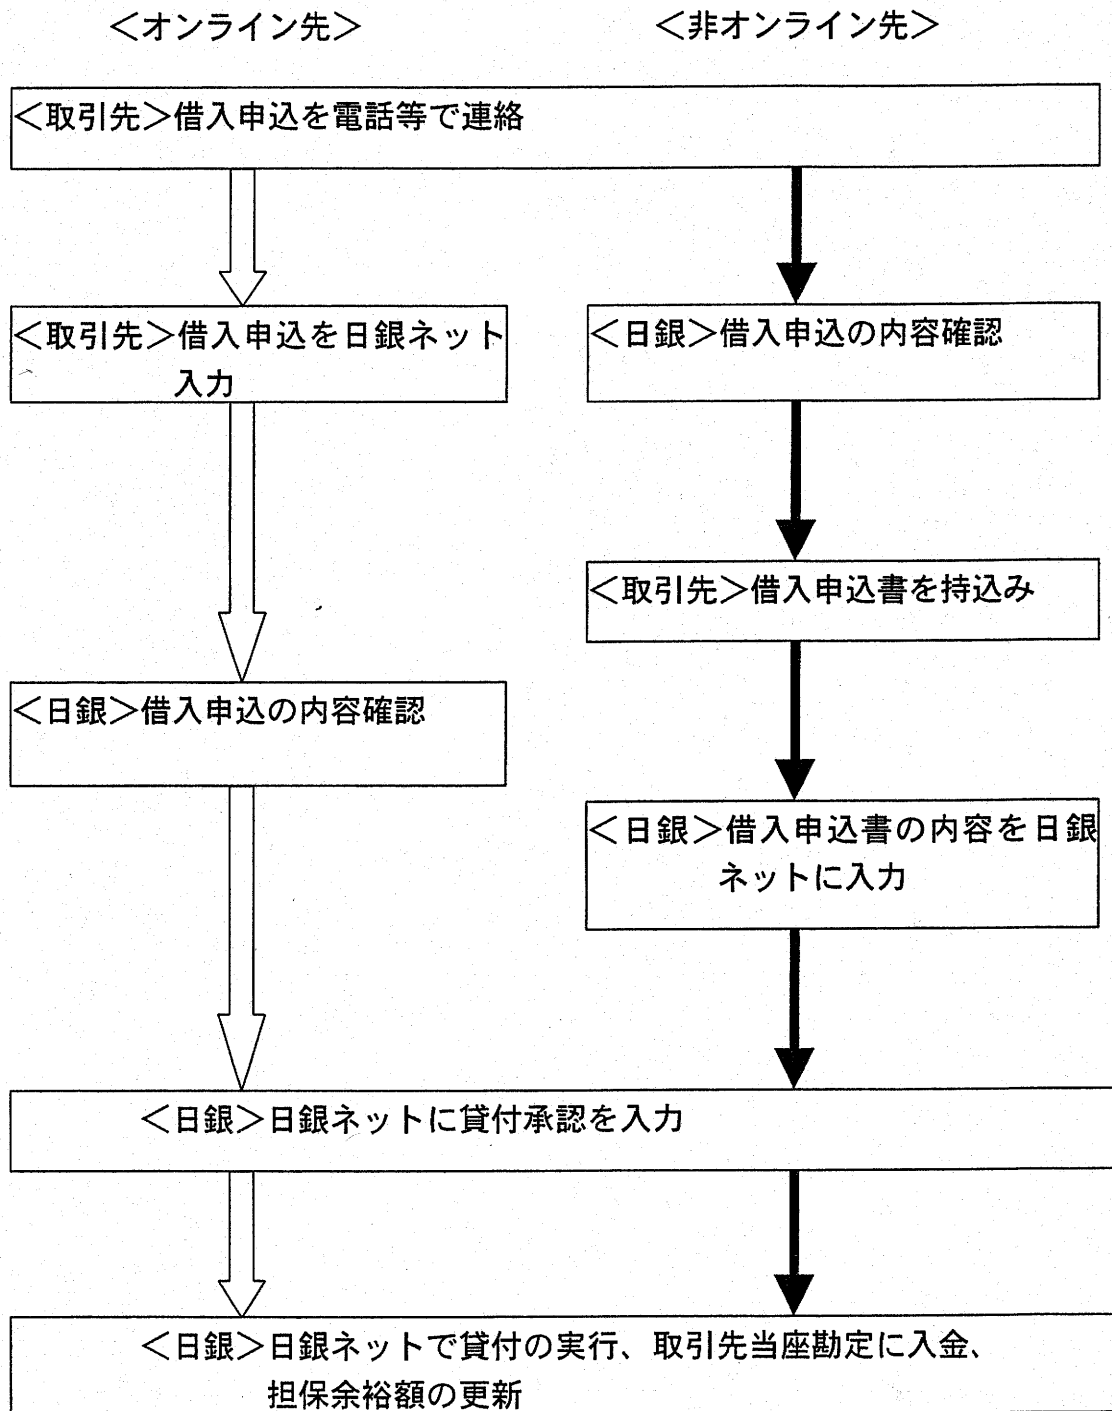 ＜オンライン先＞
＜非オンライン先＞
＜取引先＞借入申込を電話等で連絡
＜取引先＞借入申込を日銀ネット
入力
＜日銀＞借入申込の内容確認
＜日銀＞借入申込の内容確認
＜取引先＞借入申込書を持込み
＜日銀＞借入申込書の内容を日銀
ネットに入力
＜日銀＞日銀ネットに貸付承認を入力
＜日銀＞日銀ネットで貸付の実行、取引先当座勘定に入金、
担保余裕額の更新